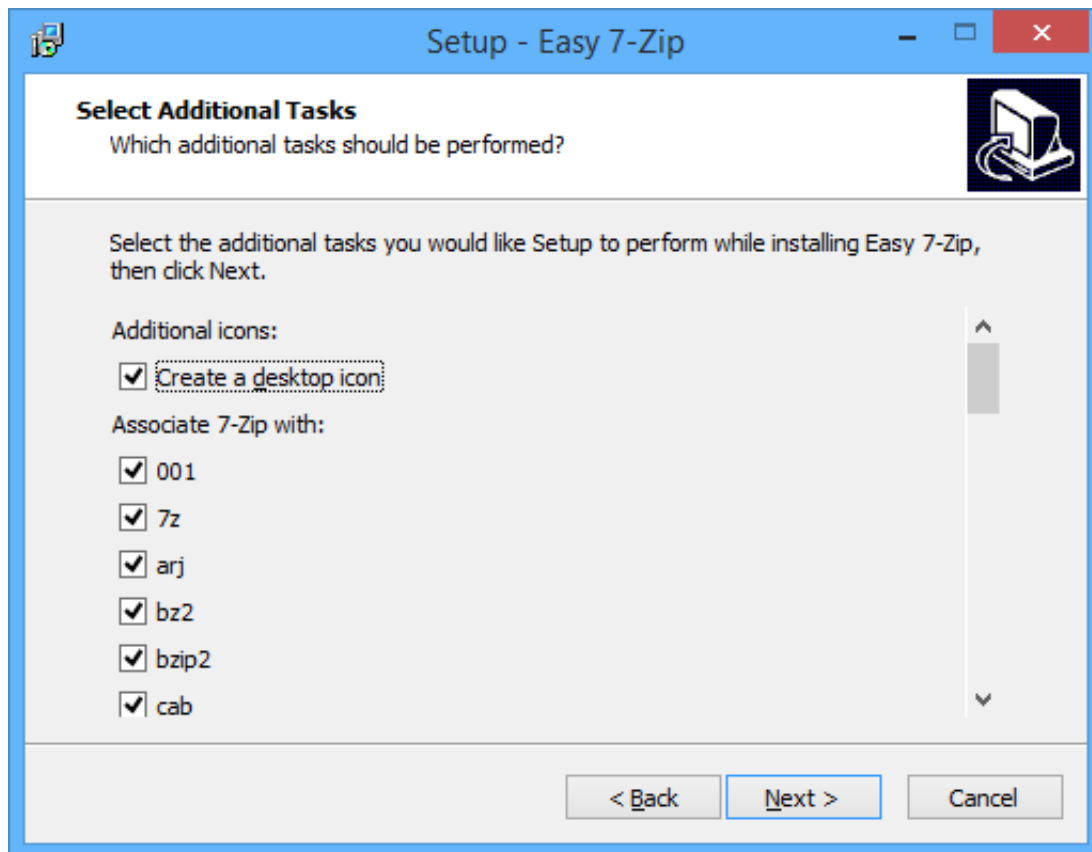 Setup - Easy 7-Zip
Select Additional Tasks
Which additional tasks should be performed?
Select the additional tasks you would like Setup to perform while installing Easy 7-Zip,
then click Next.
Additional icons:
Create a desktop icon
Associate 7-Zip with:
001
7z
arj
bz2
bzip2
cab
< Back
Next >
Cancel